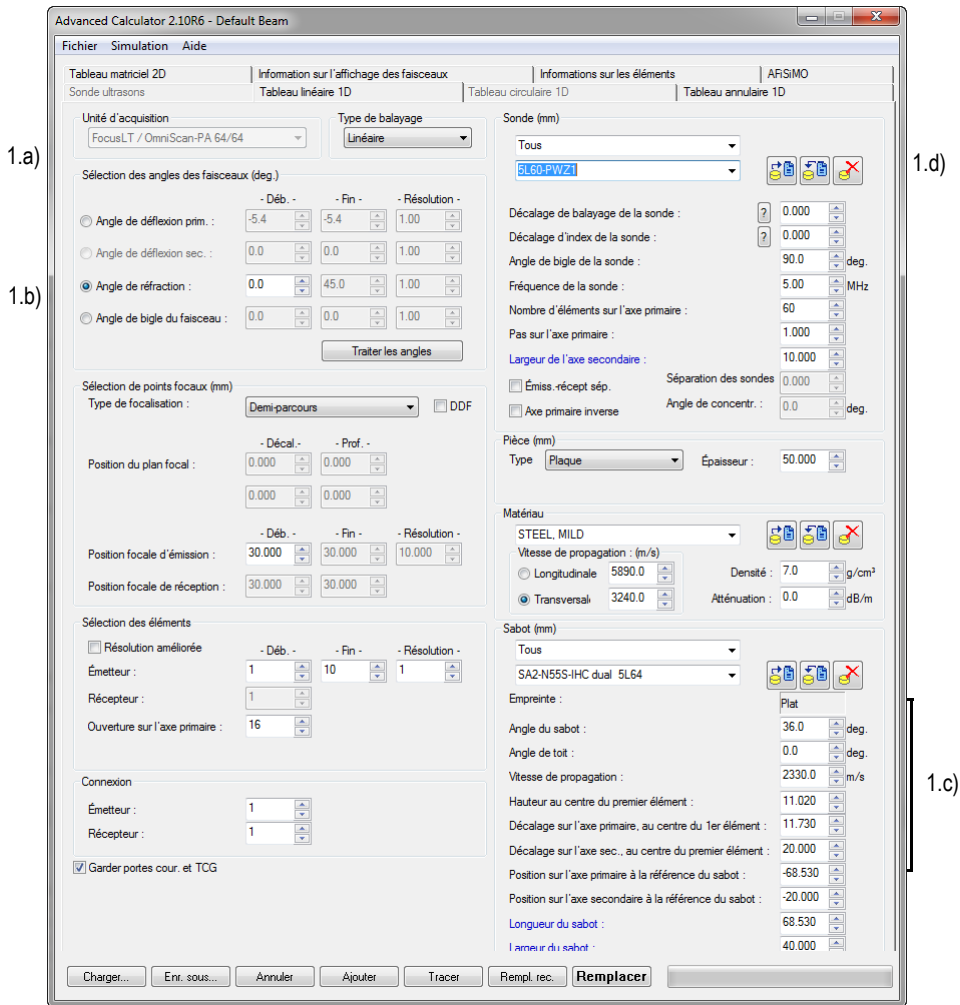 Advanced Calculator 2.10R6 - Default Beam
Fichier Simulation Aide
Tableau matriciel 2D Information sur l'affichage des faisceaux Informations sur les éléments AFiSiMO
Sonde ultrasons Tableau linéaire 1D Tableau circulaire 1D Tableau annulaire 1D
1.a)
Unité d'acquisition
FocusLT / OmniScan-PA 64/64
Type de balayage
Linéaire
Sélection des angles des faisceaux (deg.)
- Déb. - - Fin - - Résolution -
Angle de déflexion prim. : -5.4 -5.4 1.00
Angle de déflexion sec. : 0.0 0.0 1.00
1.b)
Angle de réfraction : 0.0 45.0 1.00
Angle de bigle du faisceau : 0.0 0.0 1.00
Traiter les angles
Sélection de points focaux (mm)
Type de focalisation : Demi-parcours DDF
- Décal.- - Prof. -
Position du plan focal : 0.000 0.000
0.000 0.000
- Déb. - - Fin - - Résolution -
Position focale d'émission : 30.000 30.000 10.000
Position focale de réception : 30.000 30.000
Sélection des éléments
Résolution améliorée - Déb. - - Fin - - Résolution -
Émetteur : 1 10 1
Récepteur : 1
Ouverture sur l'axe primaire : 16
Connexion
Émetteur : 1
Récepteur : 1
Garder portes cour. et TCG
Sonde (mm)
Tous
5L60-PWZ1
1.d)
Décalage de balayage de la sonde : ? 0.000
Décalage d'index de la sonde : ? 0.000
Angle de bigle de la sonde : 90.0 deg.
Fréquence de la sonde : 5.00 MHz
Nombre d'éléments sur l'axe primaire : 60
Pas sur l'axe primaire : 1.000
Largeur de l'axe secondaire : 10.000
Émiss.-récept sép. Séparation des sondes 0.000
Axe primaire inverse Angle de concentr. : 0.0 deg.
Pièce (mm)
Type Plaque Épaisseur : 50.000
Matériau
STEEL, MILD
Vitesse de propagation : (m/s)
Longitudinale 5890.0 Densité : 7.0 g/cm³
Transversale 3240.0 Atténuation : 0.0 dB/m
Sabot (mm)
Tous
SA2-N55S-IHC dual 5L64
Empreinte : Plat
Angle du sabot : 36.0 deg.
Angle de toit : 0.0 deg.
Vitesse de propagation : 2330.0 m/s
1.c)
Hauteur au centre du premier élément : 11.020
Décalage sur l'axe primaire, au centre du 1er élément : 11.730
Décalage sur l'axe sec., au centre du premier élément : 20.000
Position sur l'axe primaire à la référence du sabot : -68.530
Position sur l'axe secondaire à la référence du sabot : -20.000
Longueur du sabot : 68.530
Largeur du sabot : 40.000
Charger... Enr. sous... Annuler Ajouter Tracer Rempl. rec. Remplacer